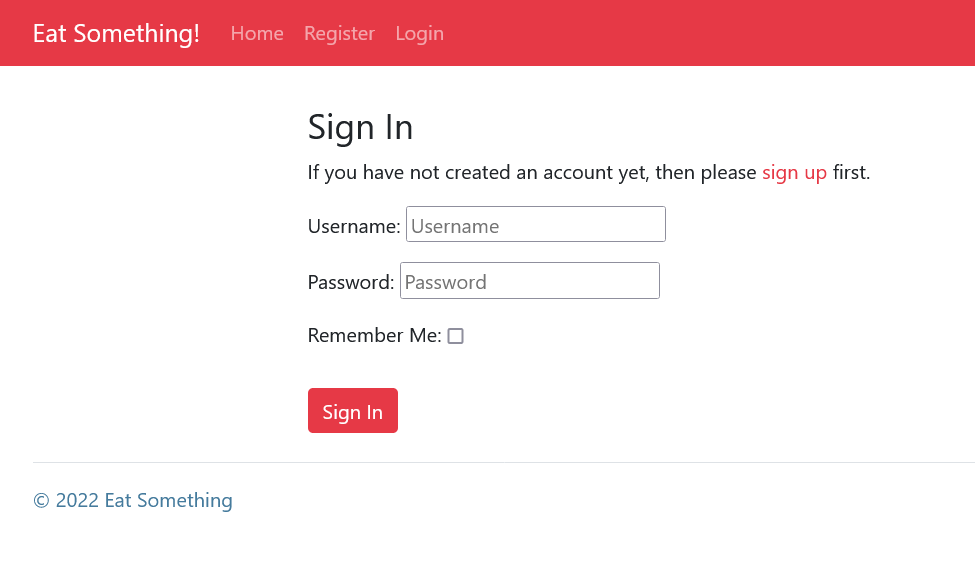 Eat Something! Home Register Login
Sign In
If you have not created an account yet, then please sign up first.
Username: Username
Password: Password
Remember Me:
Sign In
© 2022 Eat Something